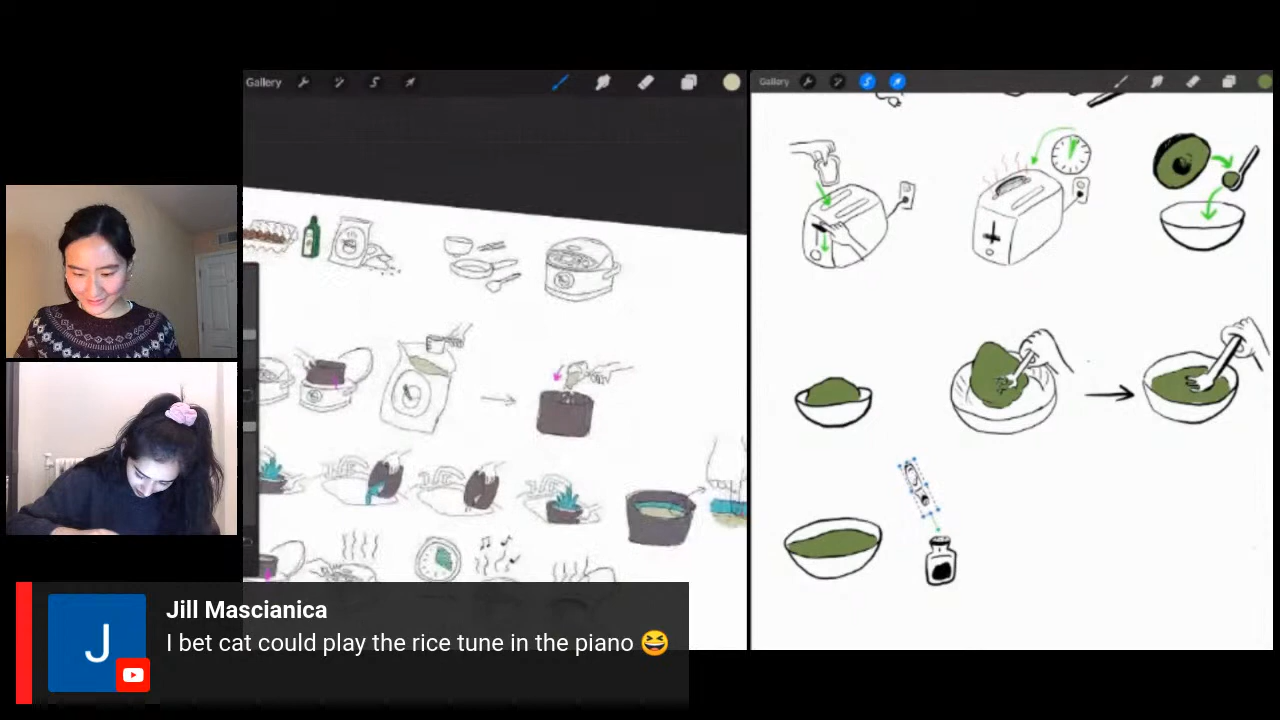 Gallery
Gallery
J
Jill Mascianica
I bet cat could play the rice tune in the piano 😆